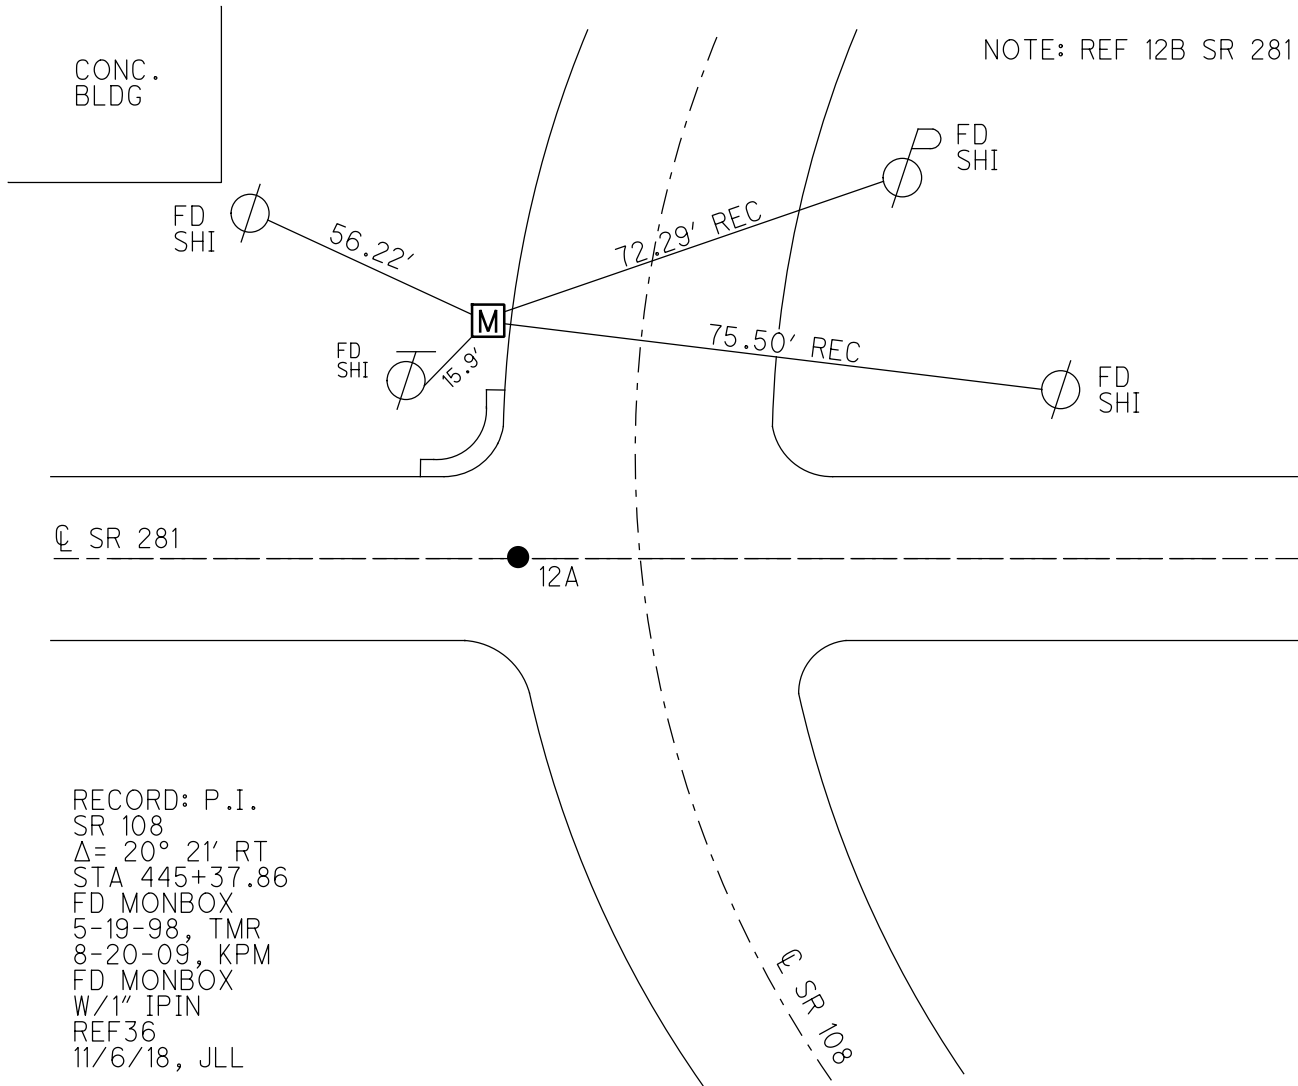 NOTE: REF 12B SR 281
CONC.
BLDG
FD
SHI
FD
SHI
56.22'
72.29' REC
M
75.50' REC
FD
SHI
15.9'
FD
SHI
℄ SR 281
12A
RECORD: P.I.
SR 108
Δ= 20° 21' RT
STA 445+37.86
FD MONBOX
5-19-98, TMR
8-20-09, KPM
FD MONBOX
W/1" IPIN
REF36
11/6/18, JLL
℄ SR 108